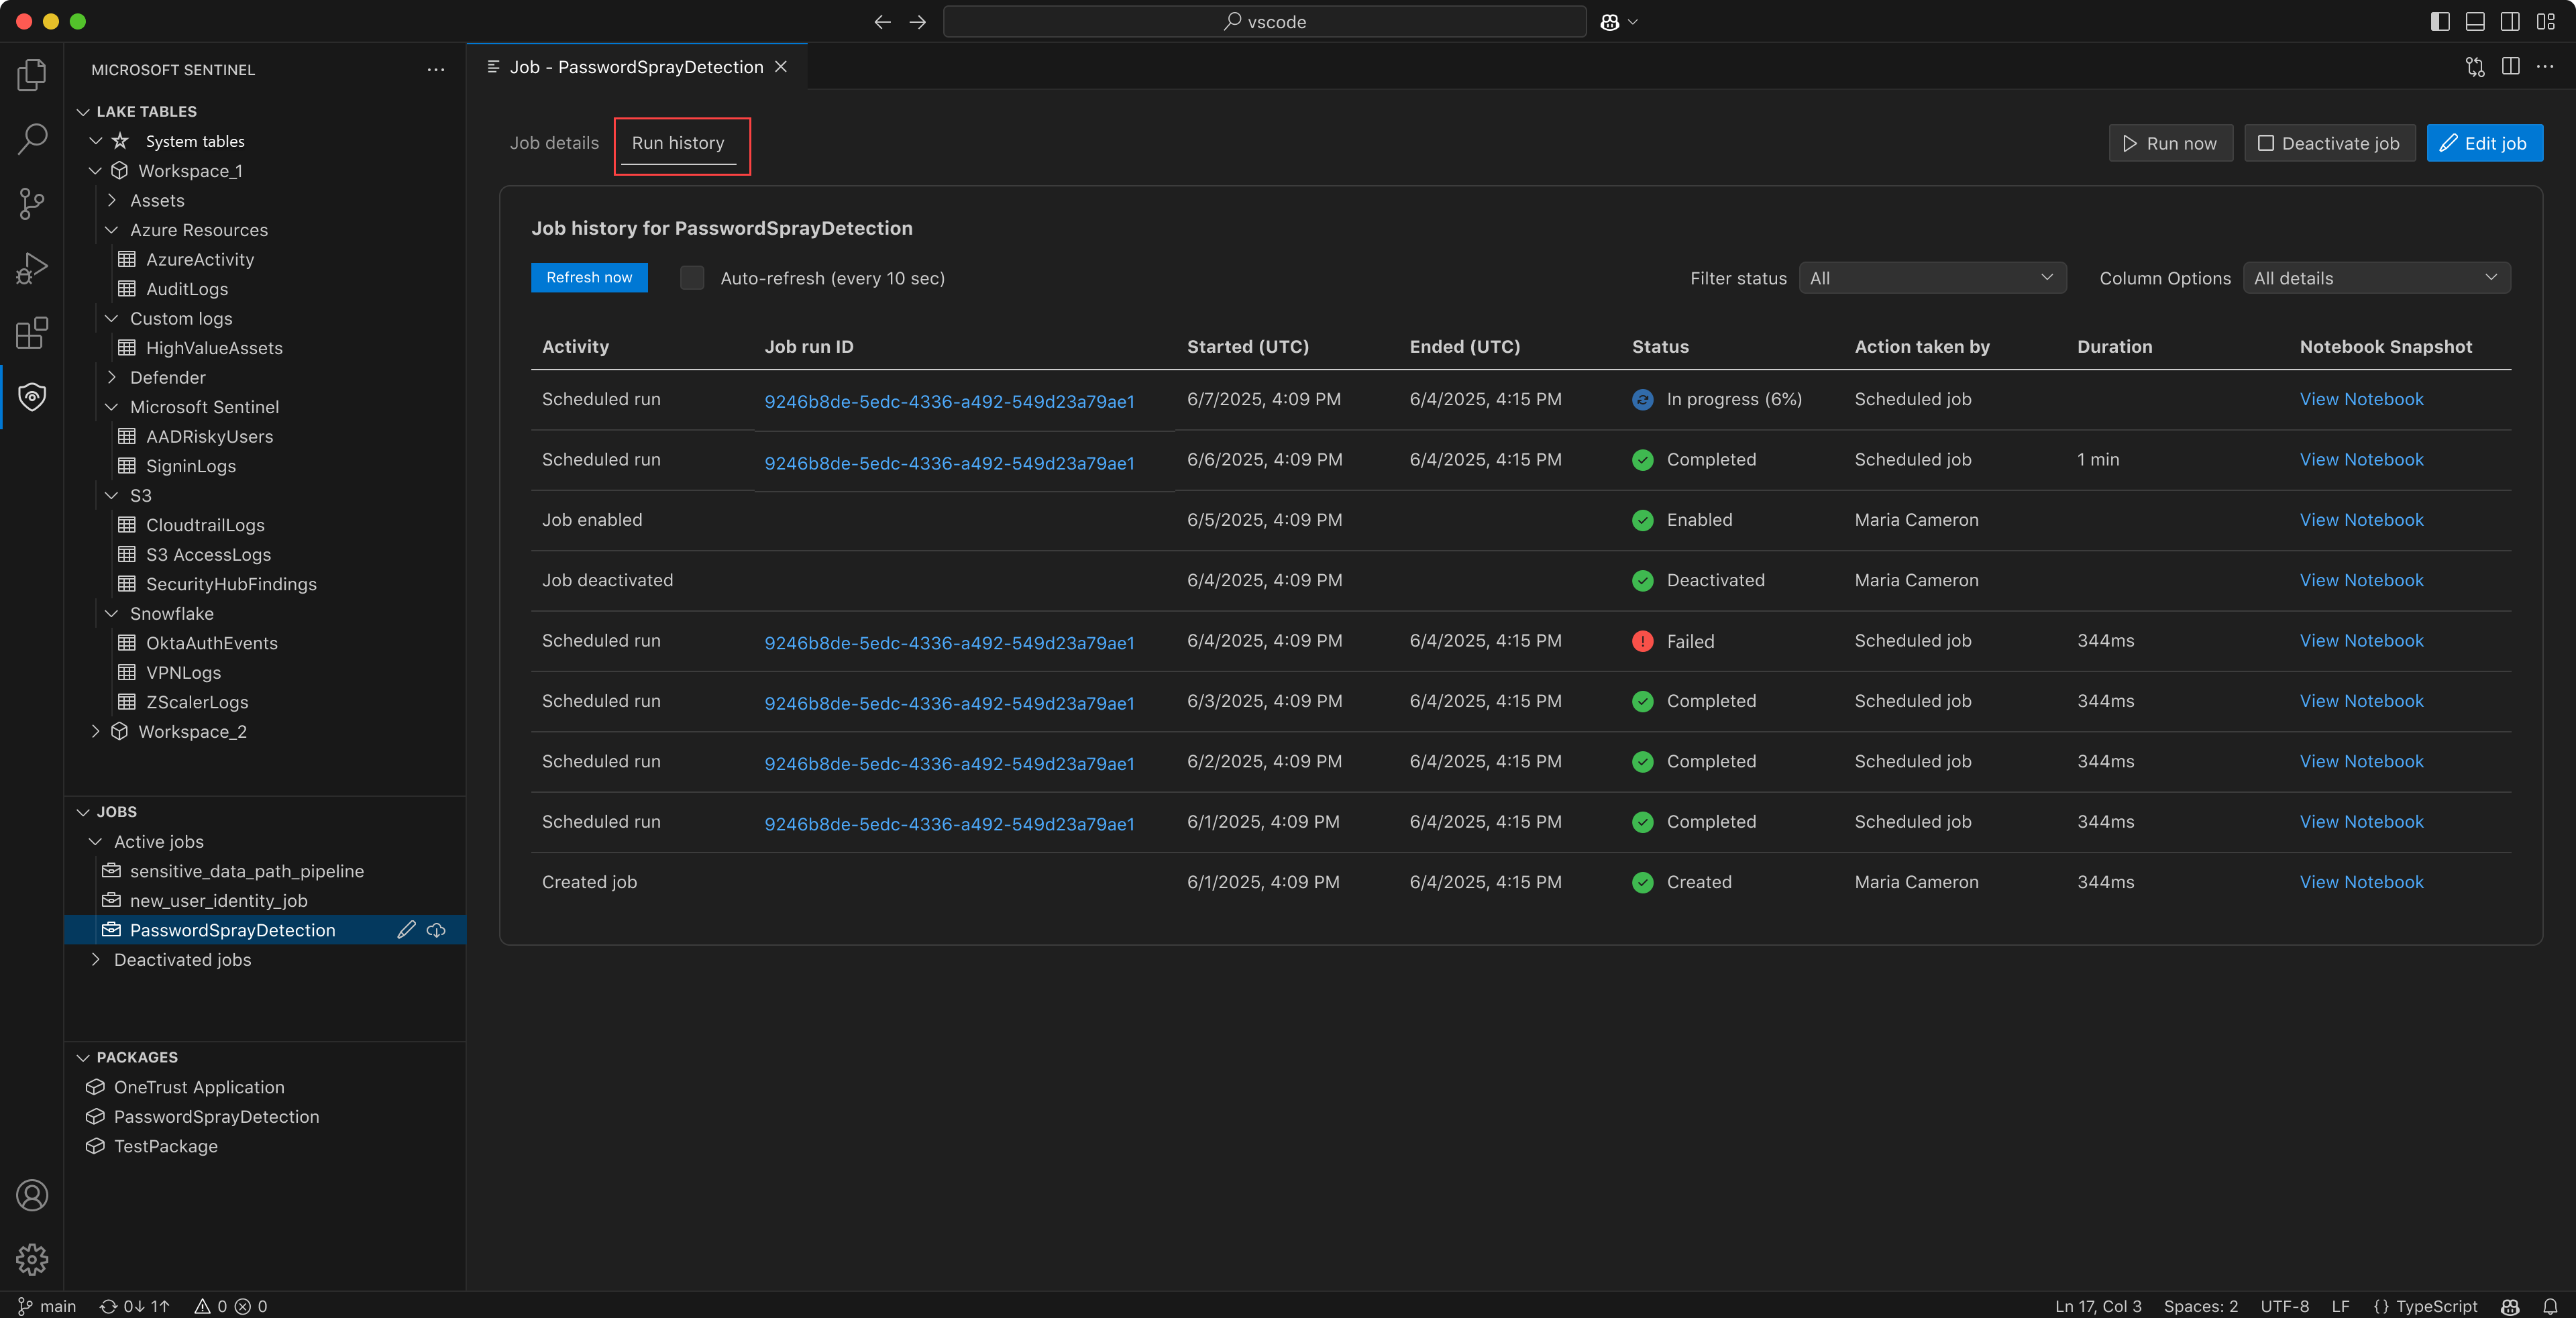 vscode
MICROSOFT SENTINEL
LAKE TABLES
System tables
Workspace_1
Assets
Azure Resources
AzureActivity
AuditLogs
Custom logs
HighValueAssets
Defender
Microsoft Sentinel
AADRiskyUsers
SigninLogs
S3
CloudtrailLogs
S3 AccessLogs
SecurityHubFindings
Snowflake
OktaAuthEvents
VPNLogs
ZScalerLogs
Workspace_2
JOBS
Active jobs
sensitive_data_path_pipeline
new_user_identity_job
PasswordSprayDetection
Deactivated jobs
PACKAGES
OneTrust Application
PasswordSprayDetection
TestPackage
Job - PasswordSprayDetection
Job details Run history Run now Deactivate job Edit job
Job history for PasswordSprayDetection
Refresh now Auto-refresh (every 10 sec) Filter status All Column Options All details
Activity Job run ID Started (UTC) Ended (UTC) Status Action taken by Duration Notebook Snapshot
Scheduled run 9246b8de-5edc-4336-a492-549d23a79ae1 6/7/2025, 4:09 PM 6/4/2025, 4:15 PM In progress (6%) Scheduled job View Notebook
Scheduled run 9246b8de-5edc-4336-a492-549d23a79ae1 6/6/2025, 4:09 PM 6/4/2025, 4:15 PM Completed Scheduled job 1 min View Notebook
Job enabled 6/5/2025, 4:09 PM Enabled Maria Cameron View Notebook
Job deactivated 6/4/2025, 4:09 PM Deactivated Maria Cameron View Notebook
Scheduled run 9246b8de-5edc-4336-a492-549d23a79ae1 6/4/2025, 4:09 PM 6/4/2025, 4:15 PM Failed Scheduled job 344ms View Notebook
Scheduled run 9246b8de-5edc-4336-a492-549d23a79ae1 6/3/2025, 4:09 PM 6/4/2025, 4:15 PM Completed Scheduled job 344ms View Notebook
Scheduled run 9246b8de-5edc-4336-a492-549d23a79ae1 6/2/2025, 4:09 PM 6/4/2025, 4:15 PM Completed Scheduled job 344ms View Notebook
Scheduled run 9246b8de-5edc-4336-a492-549d23a79ae1 6/1/2025, 4:09 PM 6/4/2025, 4:15 PM Completed Scheduled job 344ms View Notebook
Created job 6/1/2025, 4:09 PM 6/4/2025, 4:15 PM Created Maria Cameron 344ms View Notebook
main 0↓ 1↑ 0 0 Ln 17, Col 3 Spaces: 2 UTF-8 LF {} TypeScript